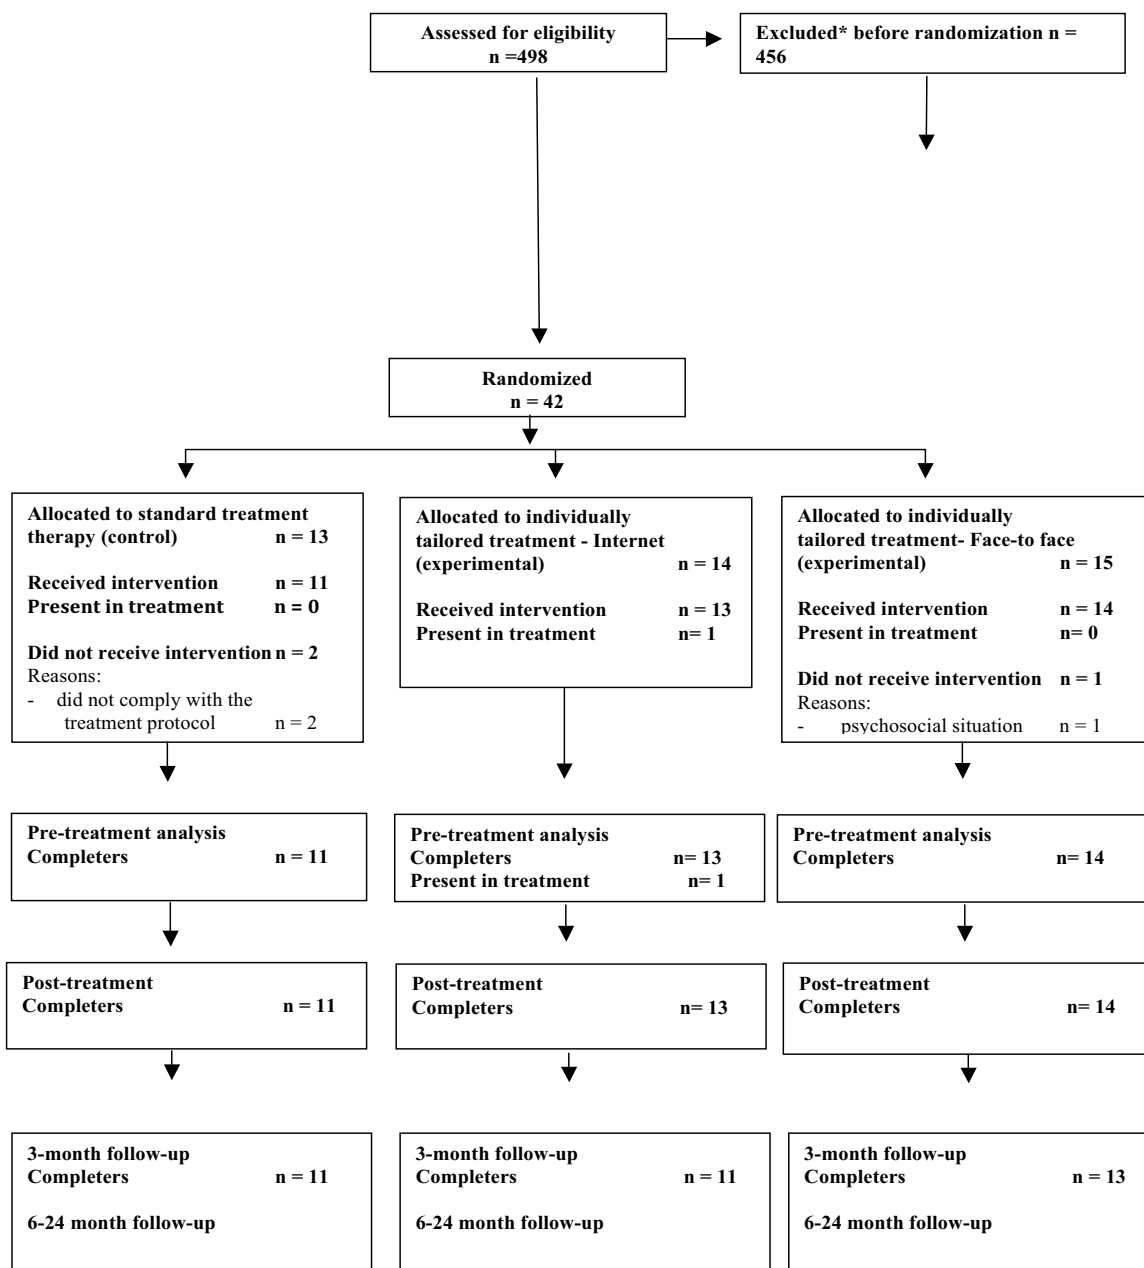 Assessed for eligibility
n =498
Excluded* before randomization n =
456
Randomized
n = 42
Allocated to standard treatment
therapy (control) n = 13
Received intervention n = 11
Present in treatment n = 0
Did not receive intervention n = 2
Reasons:
- did not comply with the
treatment protocol n = 2
Allocated to individually
tailored treatment - Internet
(experimental) n = 14
Received intervention n = 13
Present in treatment n= 1
Allocated to individually
tailored treatment- Face-to face
(experimental) n = 15
Received intervention n = 14
Present in treatment n= 0
Did not receive intervention n = 1
Reasons:
- psychosocial situation n = 1
Pre-treatment analysis
Completers n = 11
Pre-treatment analysis
Completers n= 13
Present in treatment n= 1
Pre-treatment analysis
Completers n= 14
Post-treatment
Completers n = 11
Post-treatment
Completers n= 13
Post-treatment
Completers n= 14
3-month follow-up
Completers n = 11
6-24 month follow-up
3-month follow-up
Completers n = 11
6-24 month follow-up
3-month follow-up
Completers n = 13
6-24 month follow-up